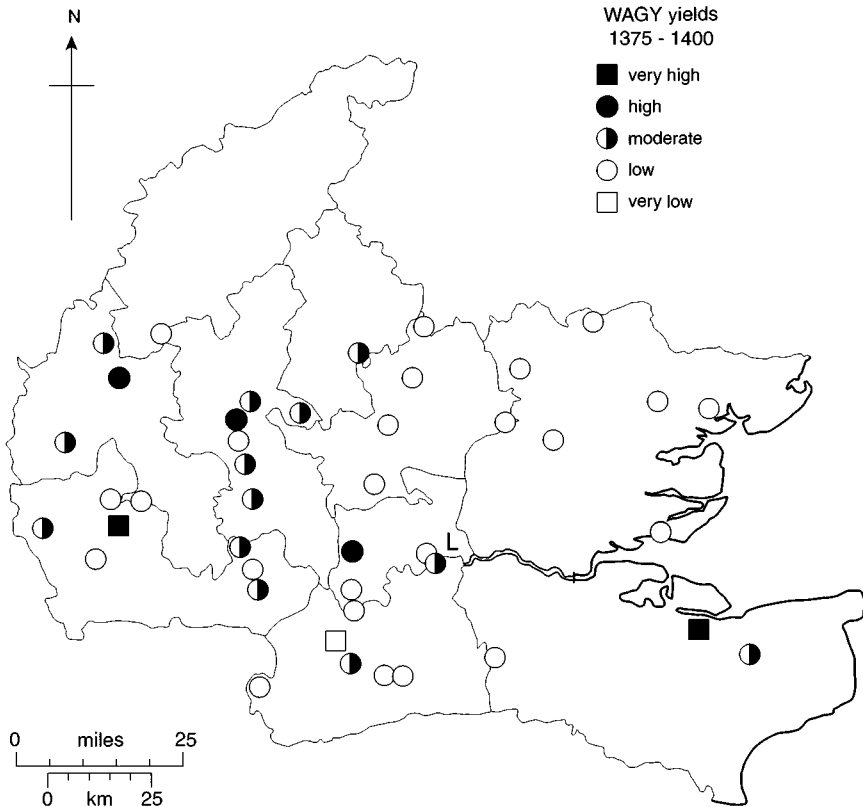 N
WAGY yields
1375 - 1400
very high
high
moderate
low
very low
L
0 miles 25
0 km 25